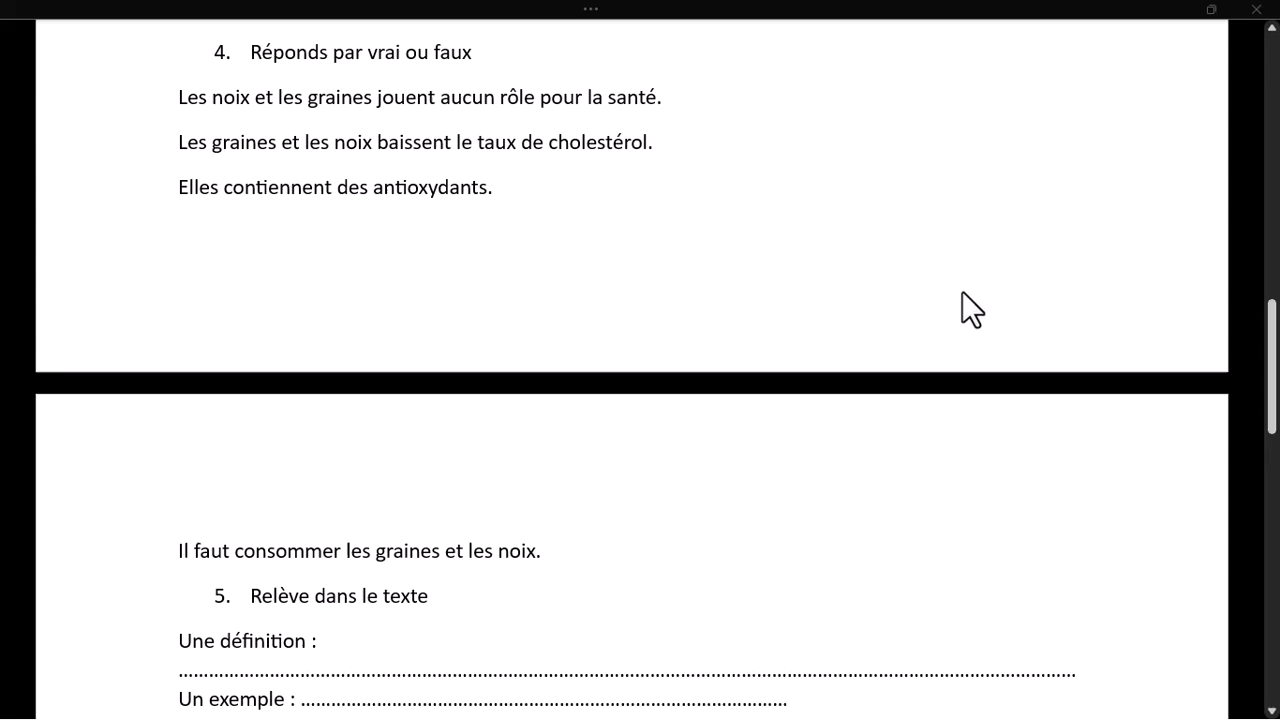 4. Réponds par vrai ou faux
Les noix et les graines jouent aucun rôle pour la santé.
Les graines et les noix baissent le taux de cholestérol.
Elles contiennent des antioxydants.
Il faut consommer les graines et les noix.
5. Relève dans le texte
Une définition :
................................................................................................................................................................................
Un exemple : ................................................................................................